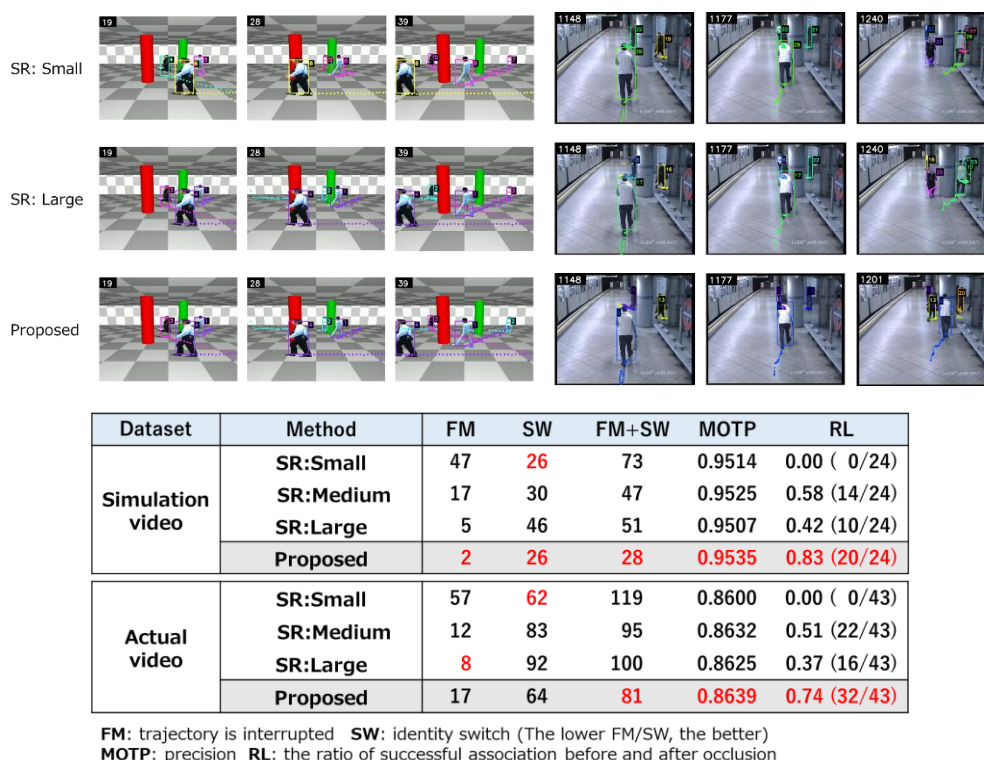 19 28 39 1148 1177 1240
SR: Small
19 28 39 1148 1177 1240
SR: Large
19 28 39 1148 1177 1201
Proposed
Dataset Method FM SW FM+SW MOTP RL
Simulation video
SR:Small 47 26 73 0.9514 0.00 ( 0/24)
SR:Medium 17 30 47 0.9525 0.58 (14/24)
SR:Large 5 46 51 0.9507 0.42 (10/24)
Proposed 2 26 28 0.9535 0.83 (20/24)
Actual video
SR:Small 57 62 119 0.8600 0.00 ( 0/43)
SR:Medium 12 83 95 0.8632 0.51 (22/43)
SR:Large 8 92 100 0.8625 0.37 (16/43)
Proposed 17 64 81 0.8639 0.74 (32/43)
FM: trajectory is interrupted SW: identity switch (The lower FM/SW, the better)
MOTP: precision RL: the ratio of successful association before and after occlusion